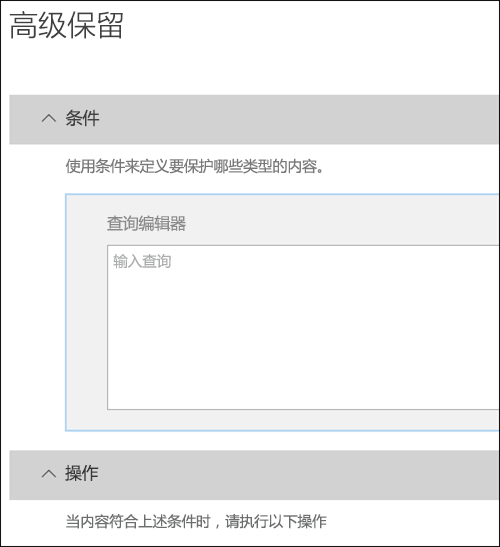 高级保留
条件
使用条件来定义要保护哪些类型的内容。
查询编辑器
输入查询
操作
当内容符合上述条件时，请执行以下操作